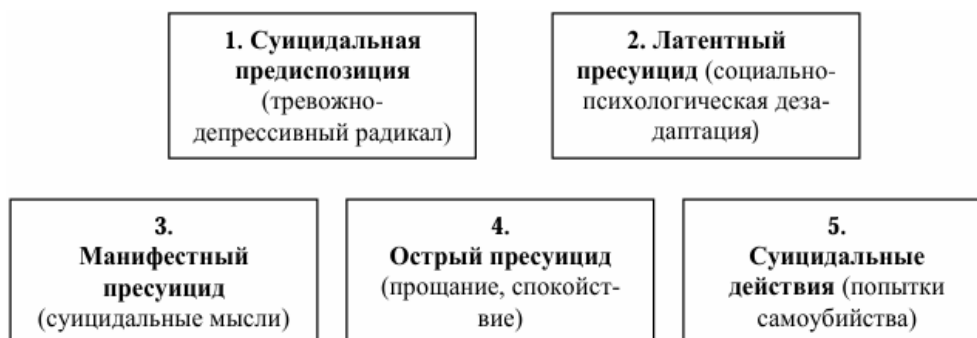 1. Суицидальная
предиспозиция
(тревожно-
депрессивный радикал)
2. Латентный
пресуицид (социально-
психологическая деза-
даптация)
3.
Манифестный
пресуицид
(суицидальные мысли)
4.
Острый пресуицид
(прощание, спокойст-
вие)
5.
Суицидальные
действия (попытки
самоубийства)